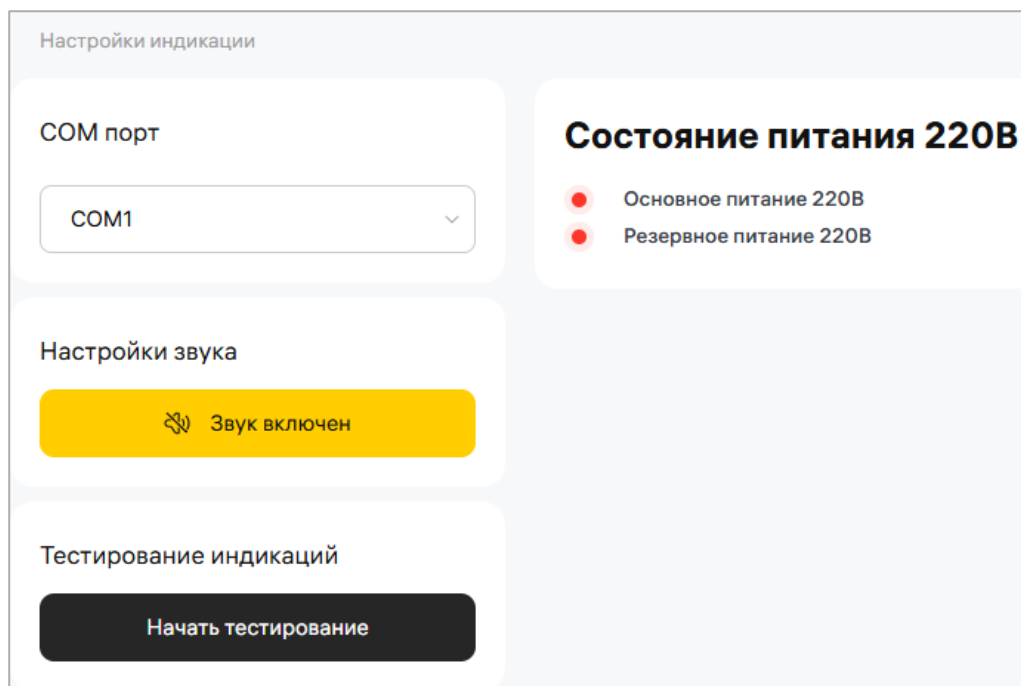 Настройки индикации
COM порт
COM1
Настройки звука
Звук включен
Тестирование индикаций
Начать тестирование
Состояние питания 220В
Основное питание 220В
Резервное питание 220В